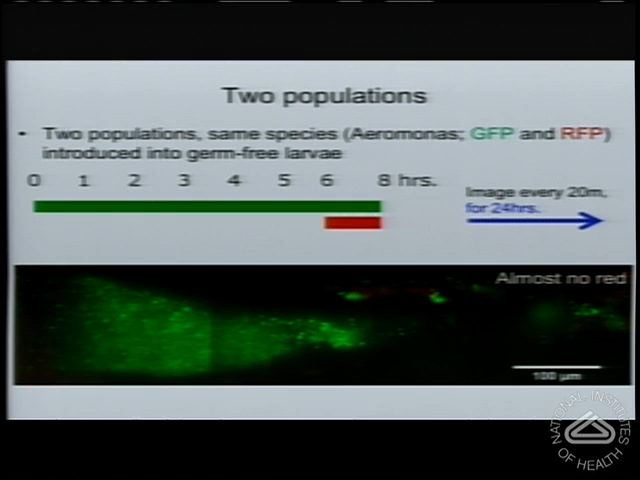 Two populations
• Two populations, same species (Aeromonas; GFP and RFP)
introduced into germ-free larvae
0 1 2 3 4 5 6 8 hrs.
Image every 20m,
for 24hrs.
Almost no red
100 µm
NATIONAL INSTITUTES
OF HEALTH